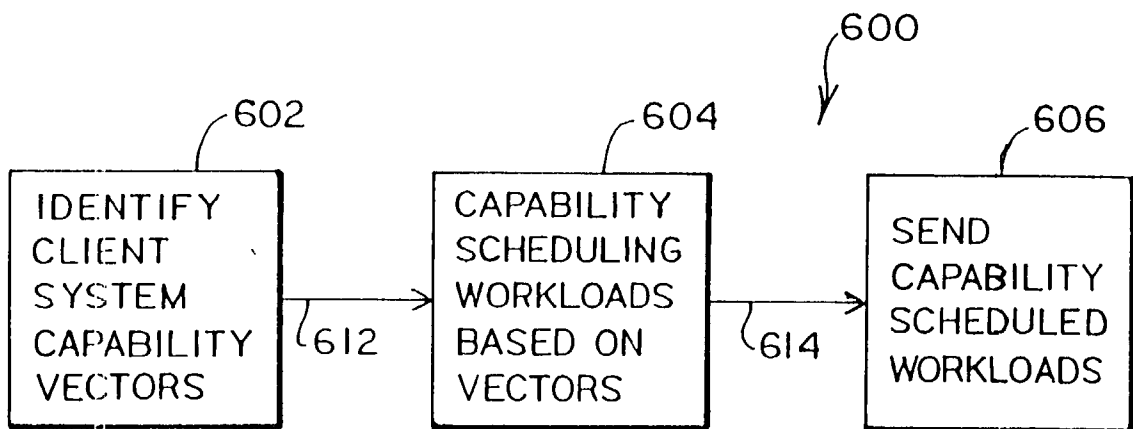 600
602
604
606
IDENTIFY
CLIENT
SYSTEM
CAPABILITY
VECTORS
612
CAPABILITY
SCHEDULING
WORKLOADS
BASED ON
VECTORS
614
SEND
CAPABILITY
SCHEDULED
WORKLOADS